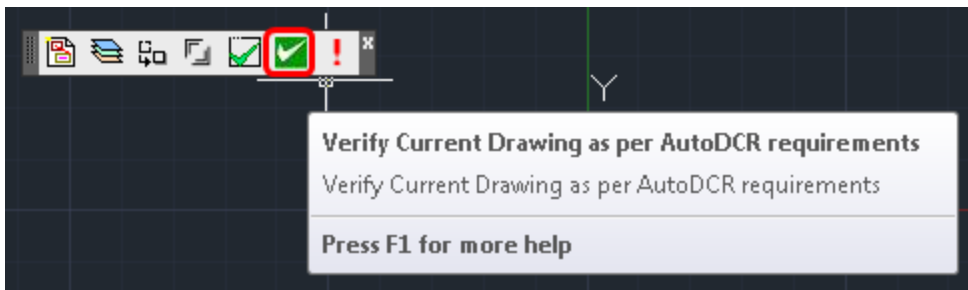 Y
Verify Current Drawing as per AutoDCR requirements
Verify Current Drawing as per AutoDCR requirements
Press F1 for more help